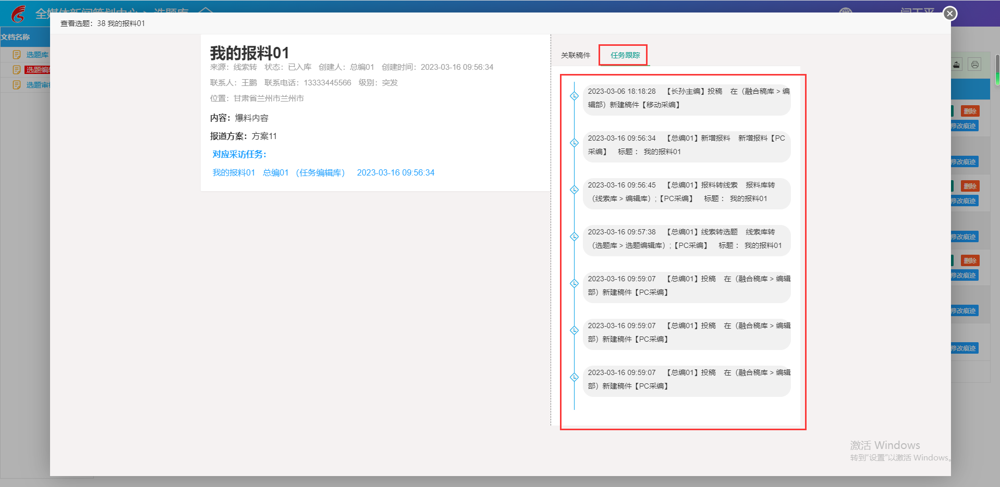 查看选题：38 我的报料01
文档名称
选题库
选题编
选题审
我的报料01
来源：线索转 状态：已入库 创建人：总编01 创建时间：2023-03-16 09:56:34
联系人：王鹏 联系电话：13333445566 级别：突发
位置：甘肃省兰州市兰州市
内容：爆料内容
报道方案：方案11
对应采访任务：
我的报料01 总编01 （任务编辑库） 2023-03-16 09:56:34
关联稿件 任务跟踪
2023-03-06 18:18:28 【长孙主编】投稿 在（融合稿库 > 编
辑部）新建稿件【移动采编】
2023-03-16 09:56:34 【总编01】新增报料 新增报料【PC
采编】 标题： 我的报料01
2023-03-16 09:56:45 【总编01】报料转线索 报料库转
（线索库 > 编辑库）;【PC采编】 标题： 我的报料01
2023-03-16 09:57:38 【总编01】线索转选题 线索库转
（选题库 > 选题编辑库）;【PC采编】 标题： 我的报料01
2023-03-16 09:59:07 【总编01】投稿 在（融合稿库 > 编辑
部）新建稿件【PC采编】
2023-03-16 09:59:07 【总编01】投稿 在（融合稿库 > 编辑
部）新建稿件【PC采编】
2023-03-16 09:59:07 【总编01】投稿 在（融合稿库 > 编辑
部）新建稿件【PC采编】
删除
修改痕迹
修改痕迹
删除
修改痕迹
修改痕迹
删除
修改痕迹
修改痕迹
修改痕迹
激活 Windows
转到"设置"以激活 Windows。